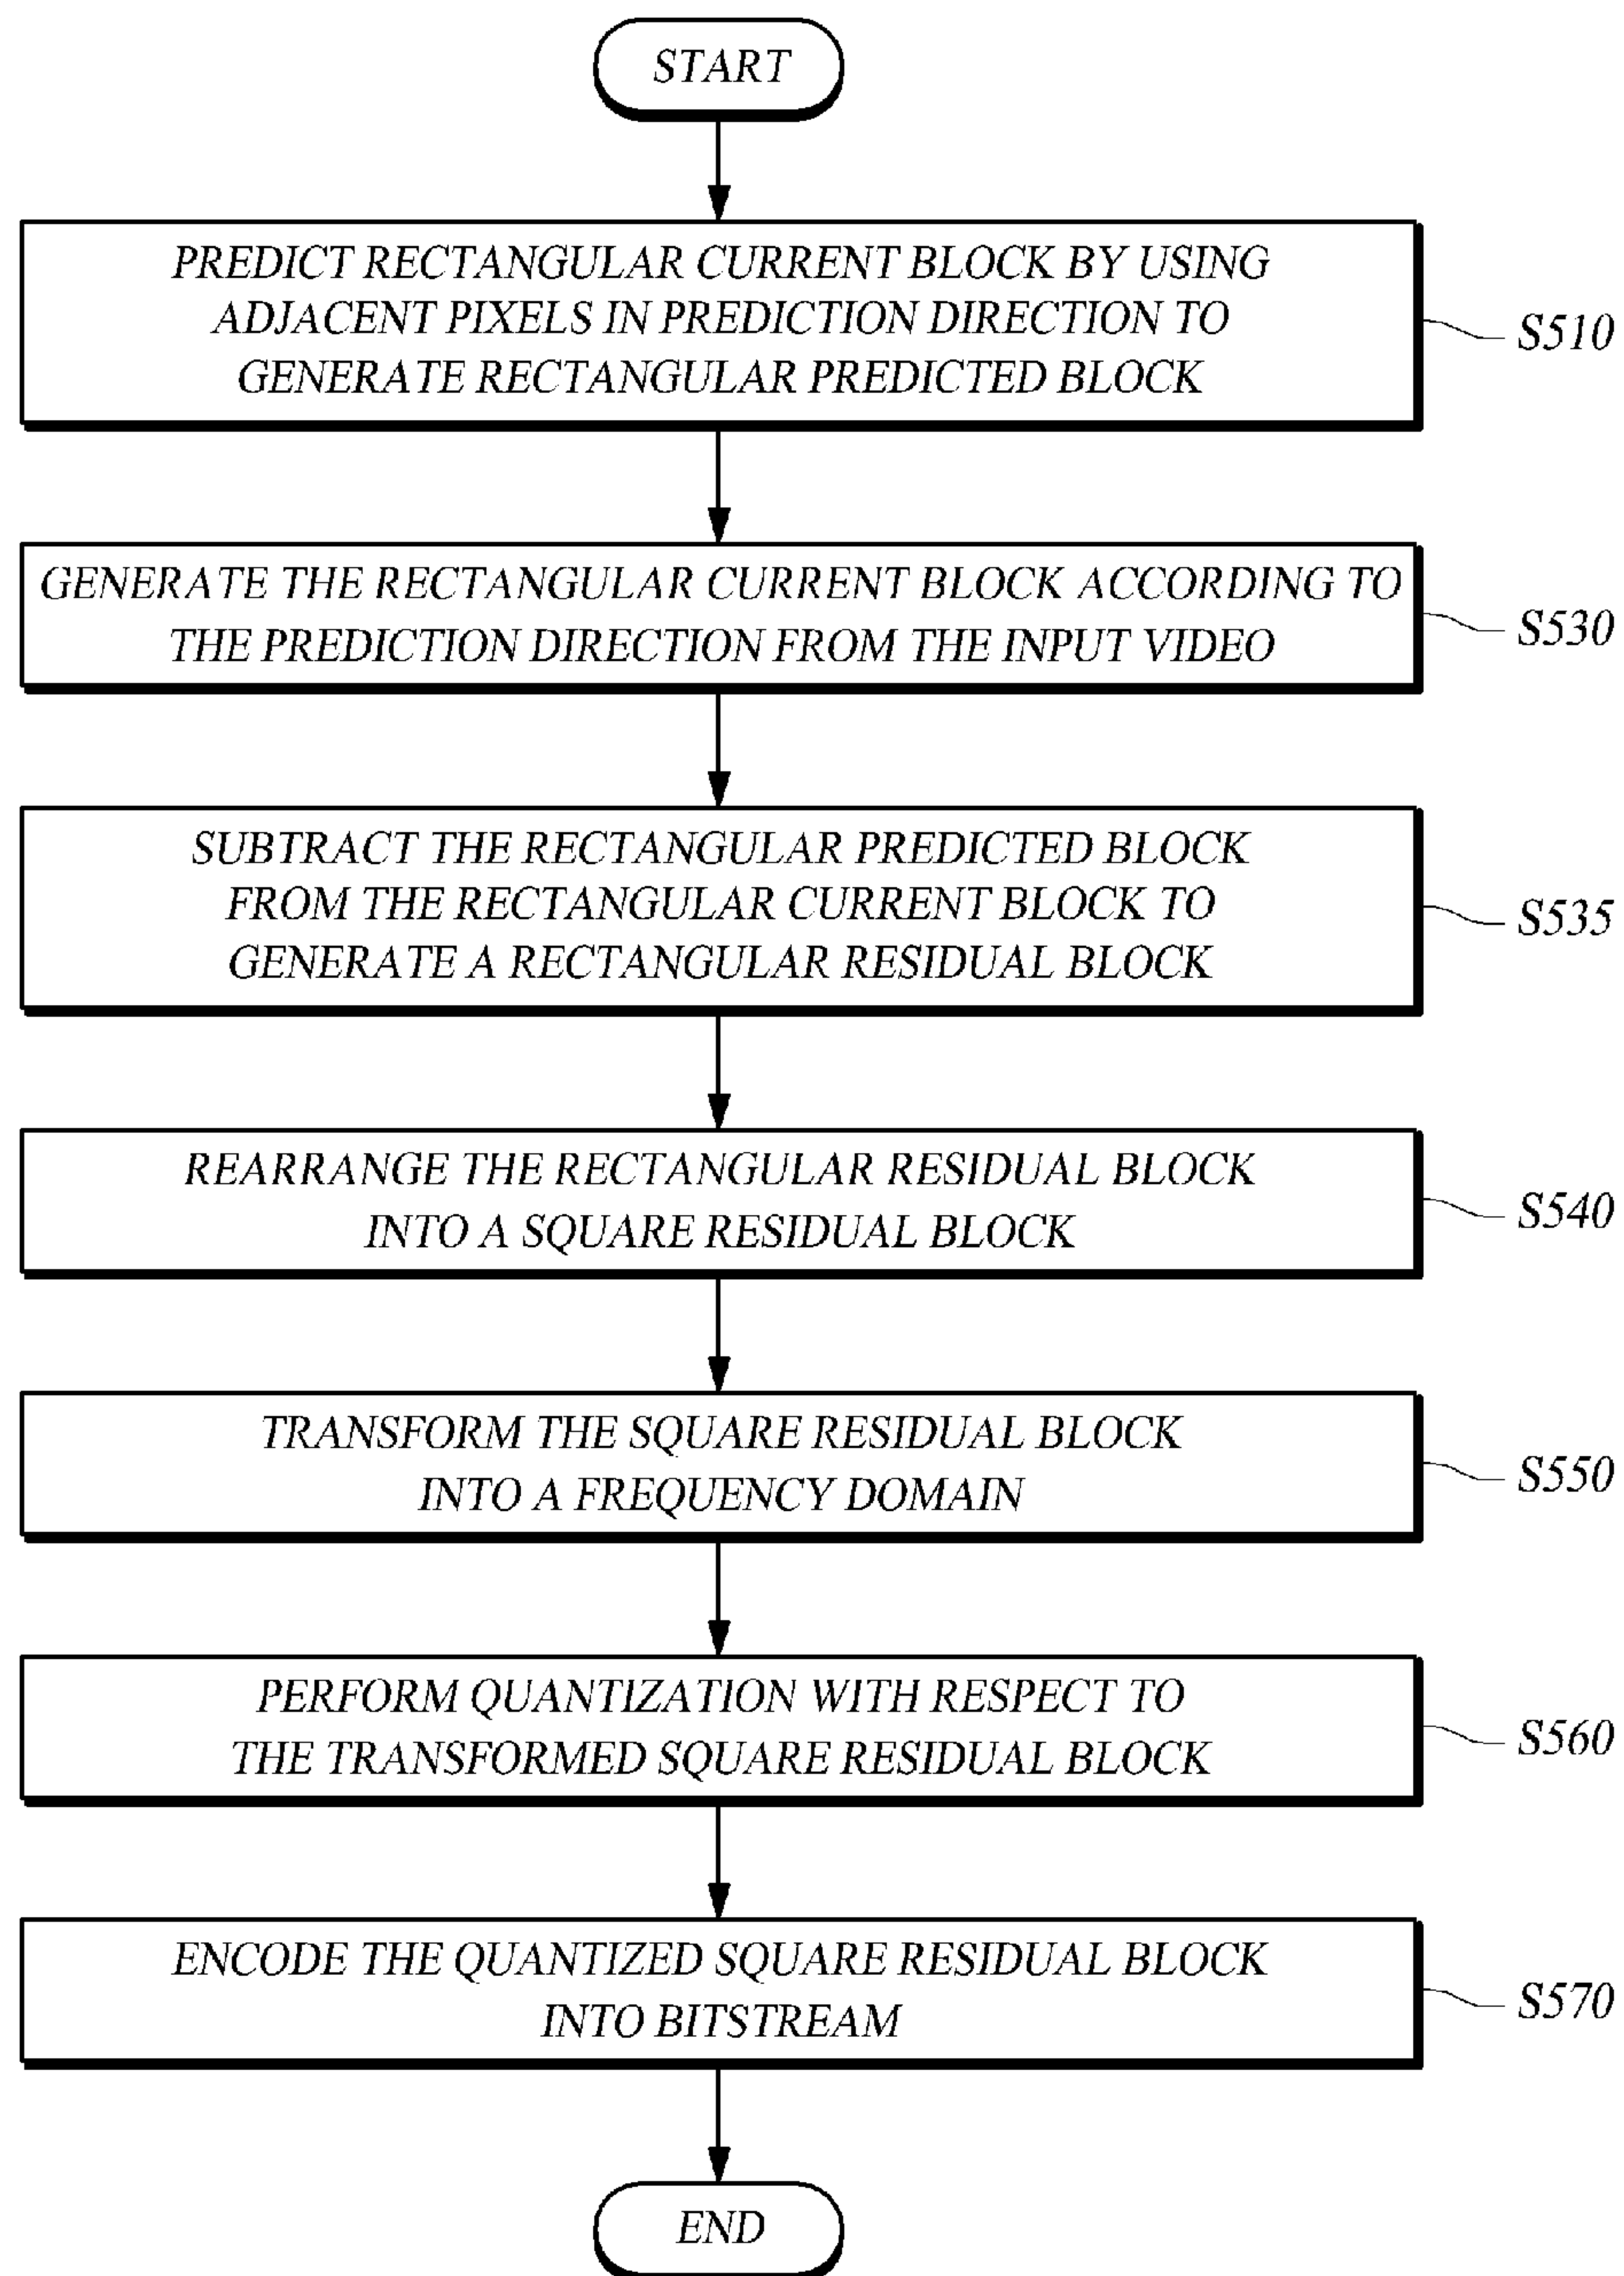 START
PREDICT RECTANGULAR CURRENT BLOCK BY USING
ADJACENT PIXELS IN PREDICTION DIRECTION TO
GENERATE RECTANGULAR PREDICTED BLOCK
S510
GENERATE THE RECTANGULAR CURRENT BLOCK ACCORDING TO
THE PREDICTION DIRECTION FROM THE INPUT VIDEO
S530
SUBTRACT THE RECTANGULAR PREDICTED BLOCK
FROM THE RECTANGULAR CURRENT BLOCK TO
GENERATE A RECTANGULAR RESIDUAL BLOCK
S535
REARRANGE THE RECTANGULAR RESIDUAL BLOCK
INTO A SQUARE RESIDUAL BLOCK
S540
TRANSFORM THE SQUARE RESIDUAL BLOCK
INTO A FREQUENCY DOMAIN
S550
PERFORM QUANTIZATION WITH RESPECT TO
THE TRANSFORMED SQUARE RESIDUAL BLOCK
S560
ENCODE THE QUANTIZED SQUARE RESIDUAL BLOCK
INTO BITSTREAM
S570
END